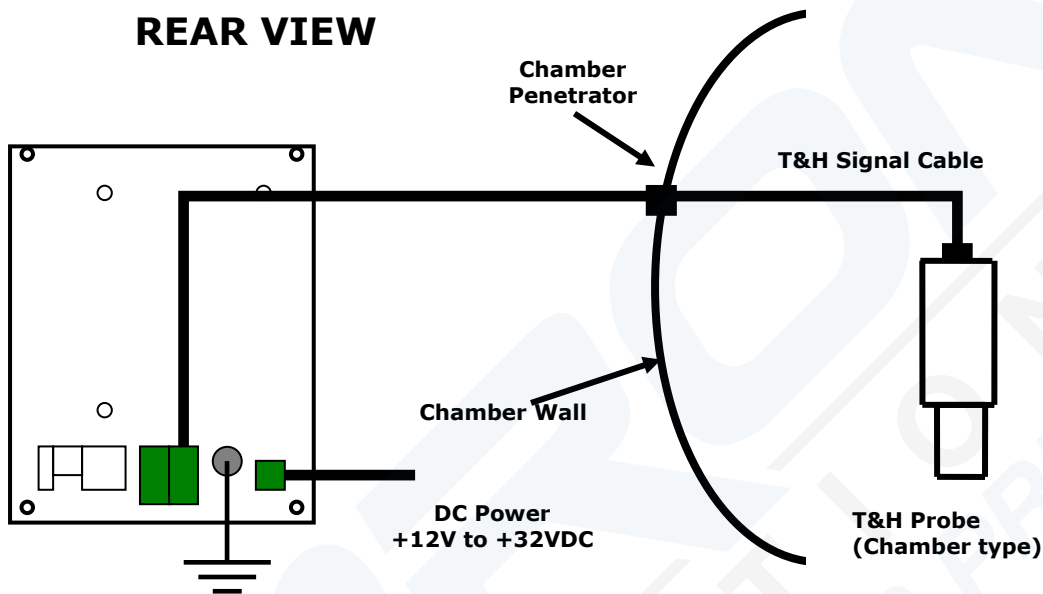 REAR VIEW
Chamber
Penetrator
T&H Signal Cable
Chamber Wall
DC Power
+12V to +32VDC
T&H Probe
(Chamber type)